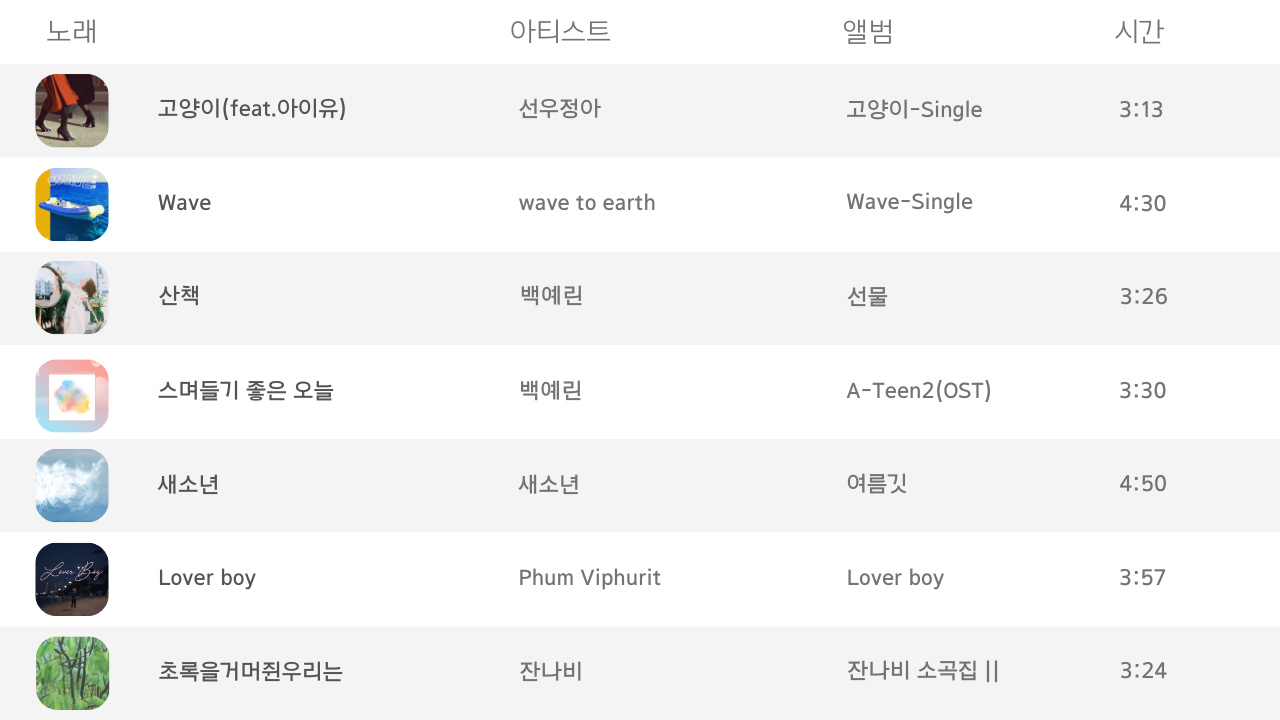 노래 아티스트 앨범 시간
고양이(feat.아이유) 선우정아 고양이-Single 3:13
Wave wave to earth Wave-Single 4:30
산책 백예린 선물 3:26
스며들기 좋은 오늘 백예린 A-Teen2(OST) 3:30
새소년 새소년 여름깃 4:50
Lover Boy
Lover boy Phum Viphurit Lover boy 3:57
초록을거머쥔우리는 잔나비 잔나비 소곡집 || 3:24